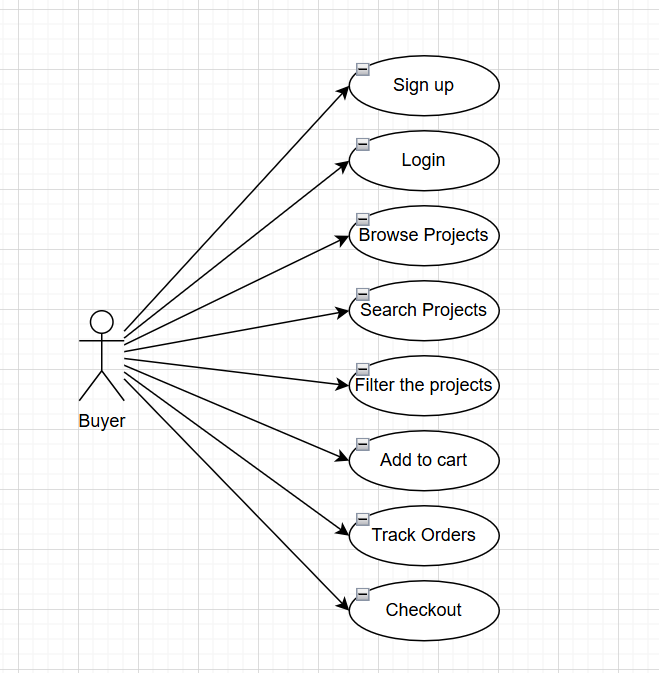 Sign up
Login
Browse Projects
Search Projects
Filter the projects
Add to cart
Track Orders
Checkout
Buyer